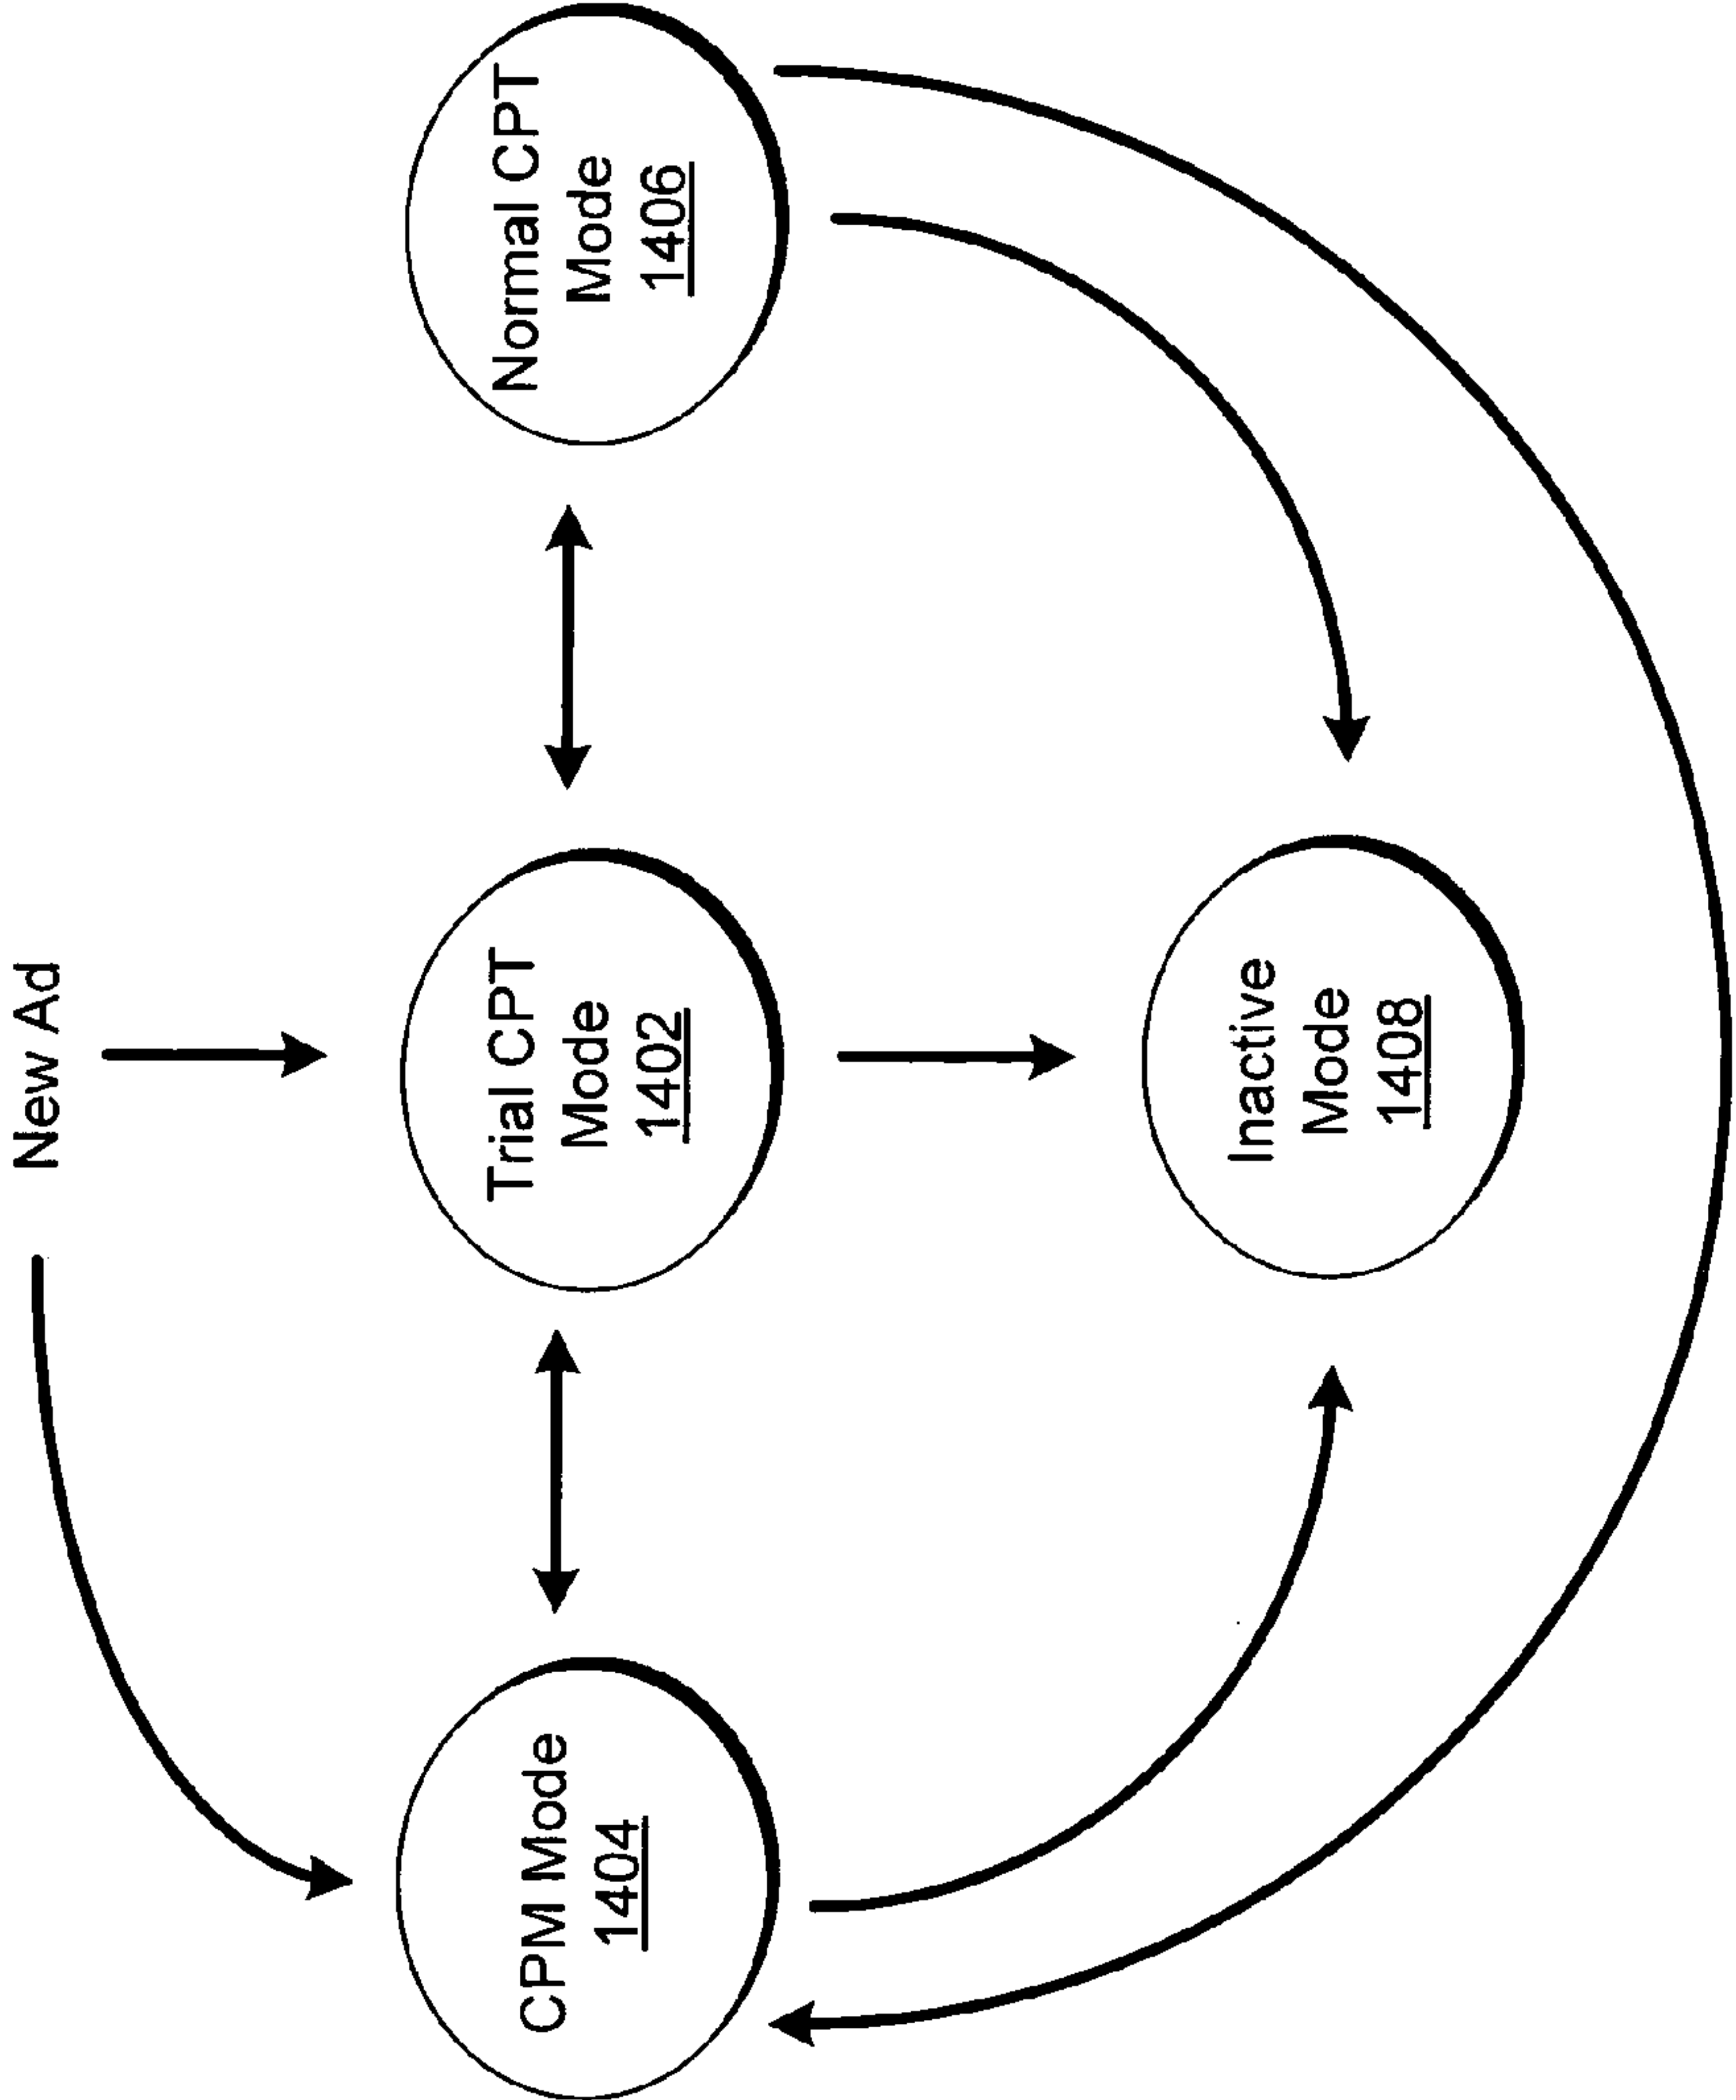 New Ad
CPM Mode
1404
Trial CPT
Mode
1402
Normal CPT
Mode
1406
Inactive
Mode
1408